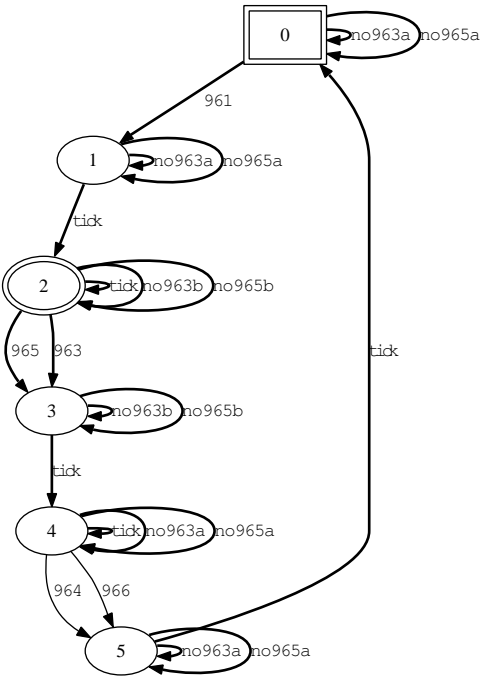 0 no963a no965a
961
1 no963a no965a
tick
2 tick no963b no965b
965 963
3 no963b no965b
tick
tick
4 tick no963a no965a
964 966
5 no963a no965a